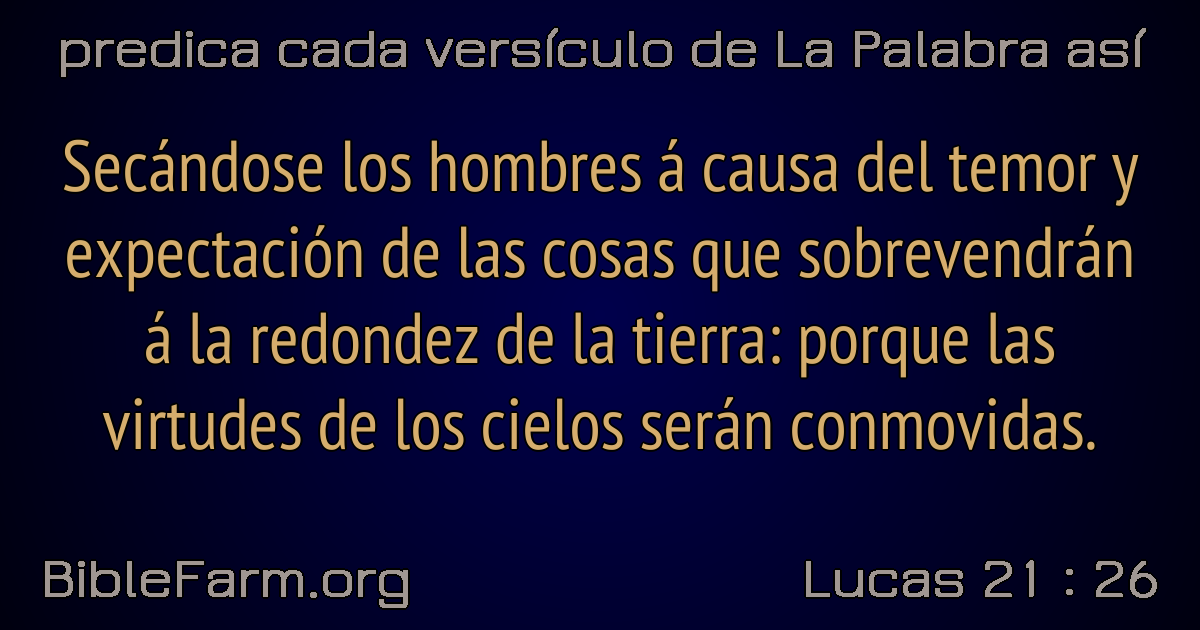 predica cada versículo de La Palabra así
Secándose los hombres á causa del temor y
expectación de las cosas que sobrevendrán
á la redondez de la tierra: porque las
virtudes de los cielos serán conmovidas.
BibleFarm.org
Lucas 21 : 26